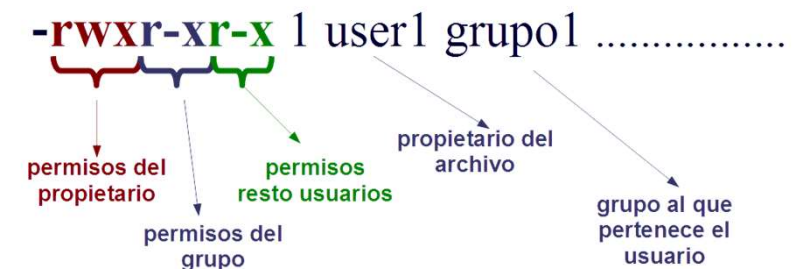 -rwxr-xr-x 1 user1 grupo1 .................
permisos del
propietario
permisos del
grupo
permisos
resto usuarios
propietario del
archivo
grupo al que
pertenece el
usuario